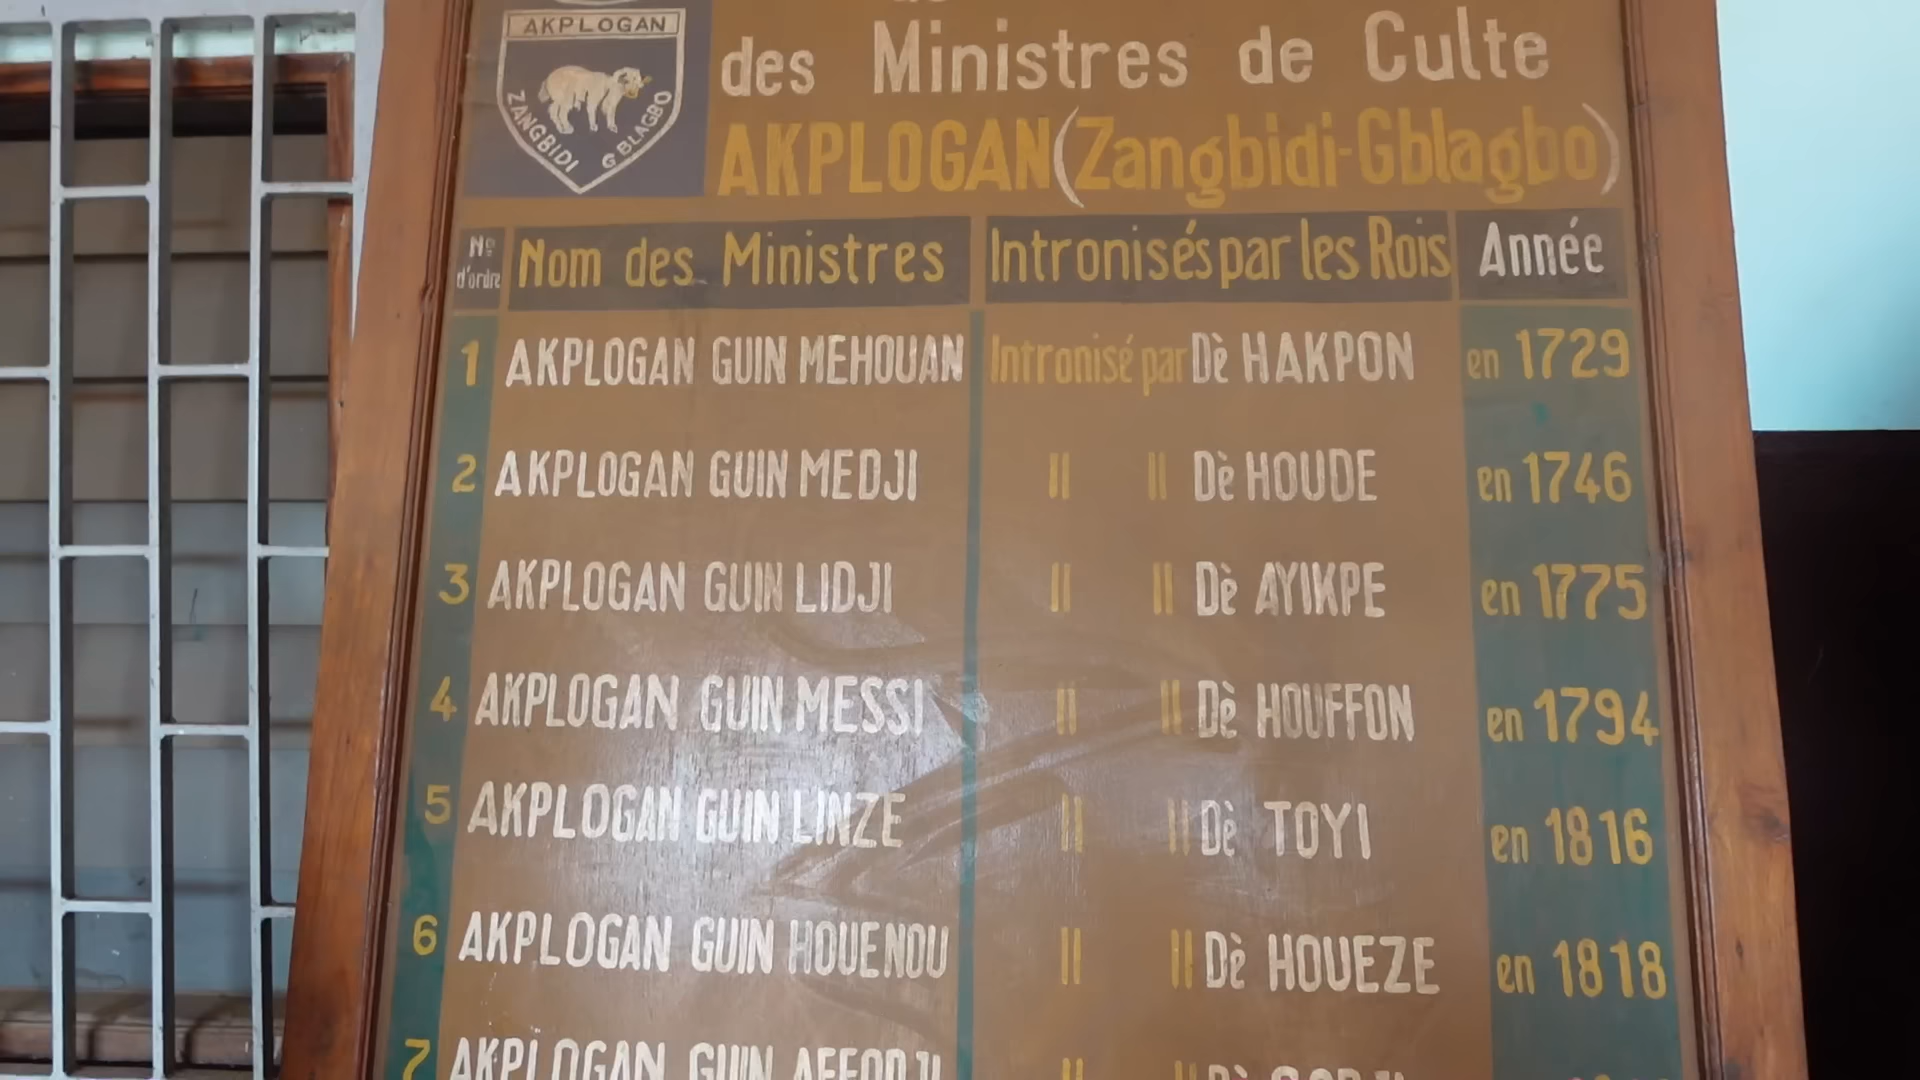 AKPLOGAN
ZANGBIDI GBLAGBO
des Ministres de Culte
AKPLOGAN (Zangbidi-Gblagbo)
Nº d'ordre Nom des Ministres Intronisés par les Rois Année
1 AKPLOGAN GUIN MEHOUAN Intronisé par Dè HAKPON en 1729
2 AKPLOGAN GUIN MEDJI " " Dè HOUDE en 1746
3 AKPLOGAN GUIN LIDJI " " Dè AYIKPE en 1775
4 AKPLOGAN GUIN MESSI " " Dè HOUFFON en 1794
5 AKPLOGAN GUIN LINZE " " Dè TOYI en 1816
6 AKPLOGAN GUIN HOUENOU " " Dè HOUEZE en 1818
7 AKPLOGAN GUIN " " Dè